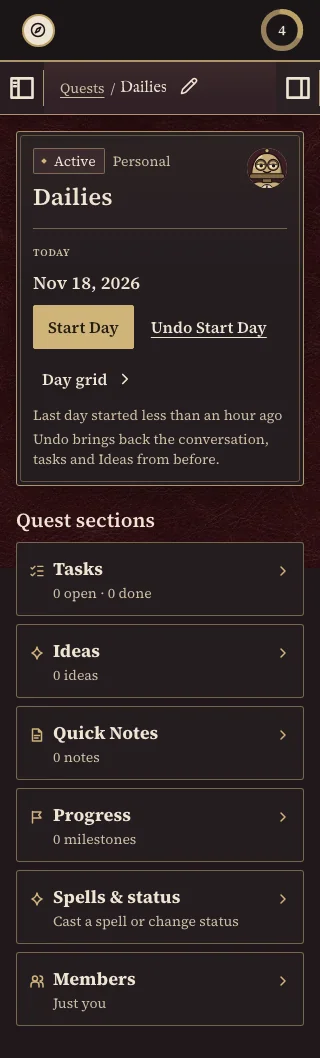 4
Quests / Dailies
Active Personal
Dailies
TODAY
Nov 18, 2026
Start Day Undo Start Day
Day grid
Last day started less than an hour ago
Undo brings back the conversation,
tasks and Ideas from before.
Quest sections
Tasks
0 open · 0 done
Ideas
0 ideas
Quick Notes
0 notes
Progress
0 milestones
Spells & status
Cast a spell or change status
Members
Just you